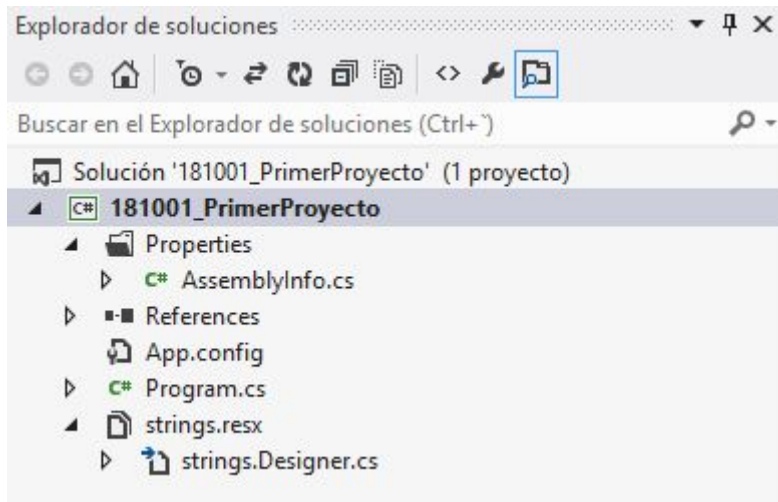 Explorador de soluciones
Buscar en el Explorador de soluciones (Ctrl+`)
Solución '181001_PrimerProyecto' (1 proyecto)
C# 181001_PrimerProyecto
Properties
C# AssemblyInfo.cs
References
App.config
C# Program.cs
strings.resx
strings.Designer.cs